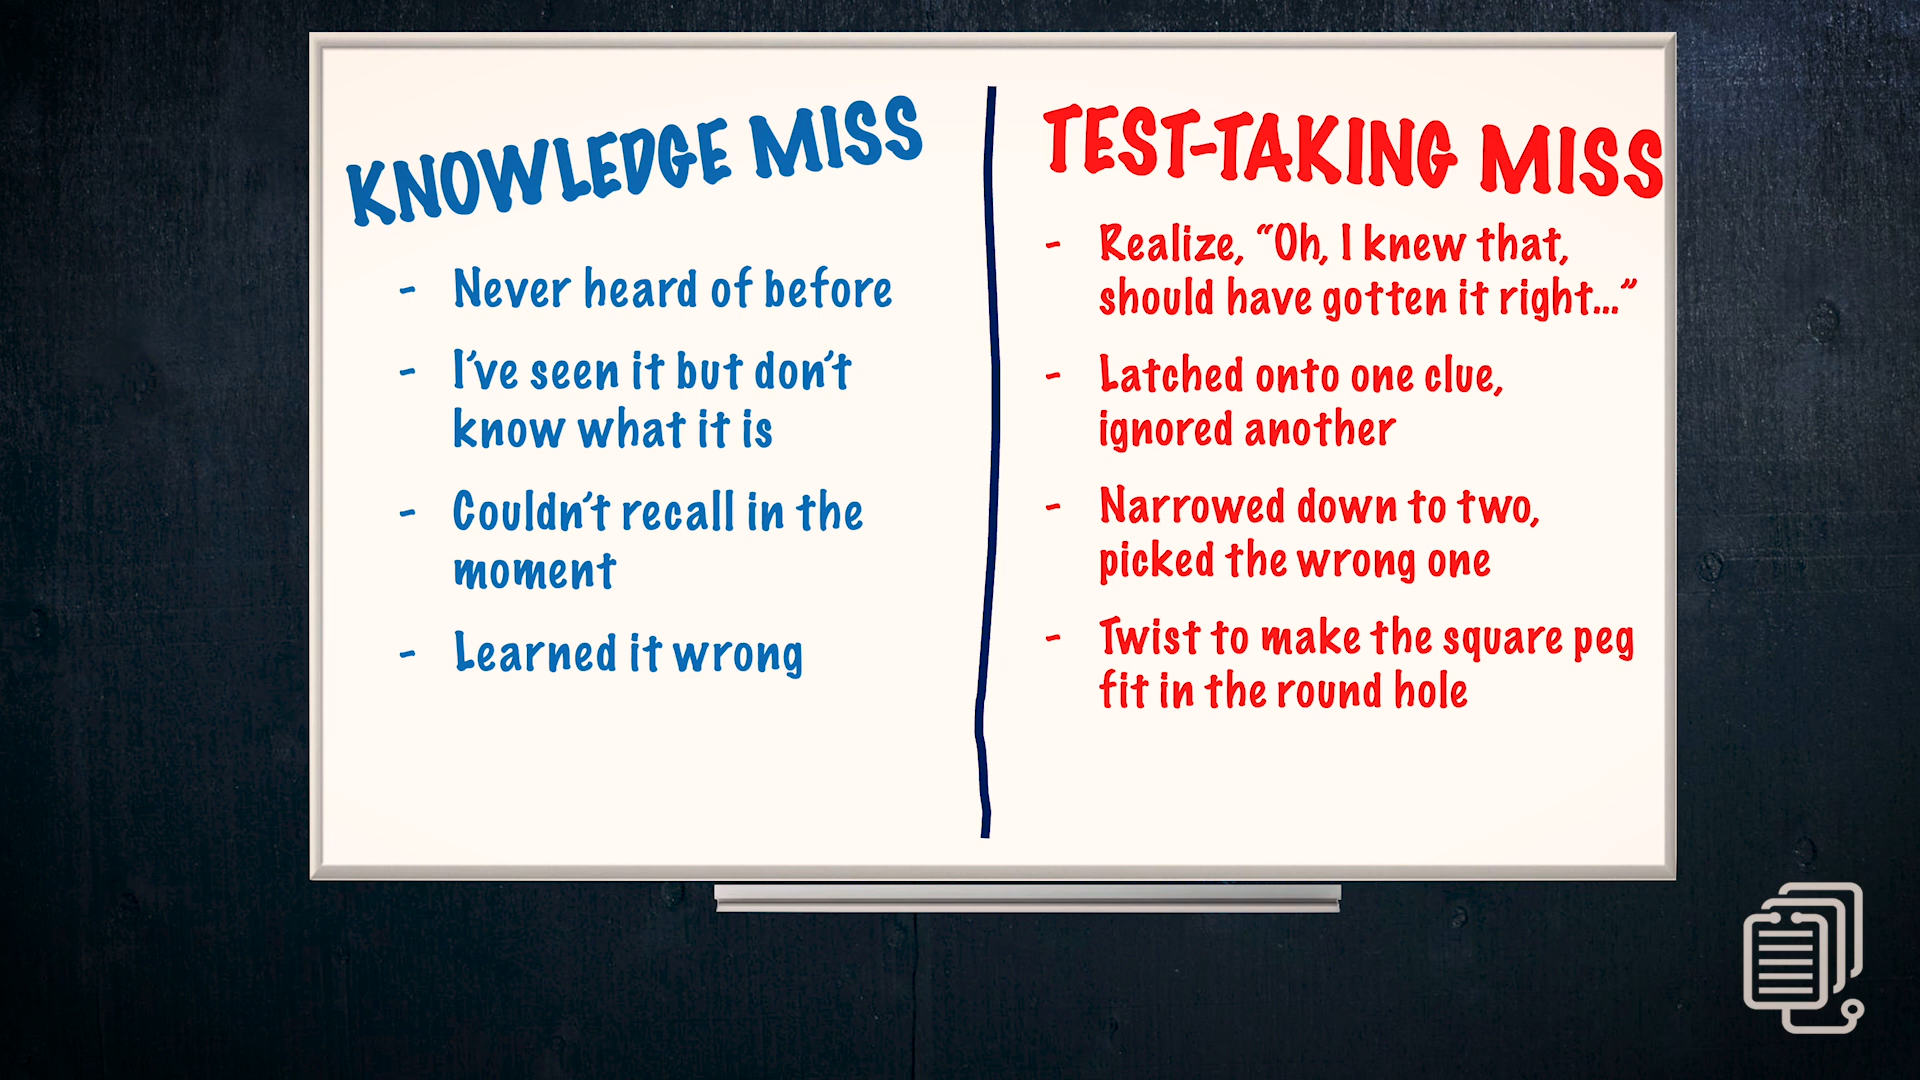 KNOWLEDGE MISS
- Never heard of before
- I've seen it but don't
know what it is
- Couldn't recall in the
moment
- Learned it wrong
TEST-TAKING MISS
- Realize, “Oh, I knew that,
should have gotten it right...”
- Latched onto one clue,
ignored another
- Narrowed down to two,
picked the wrong one
- Twist to make the square peg
fit in the round hole